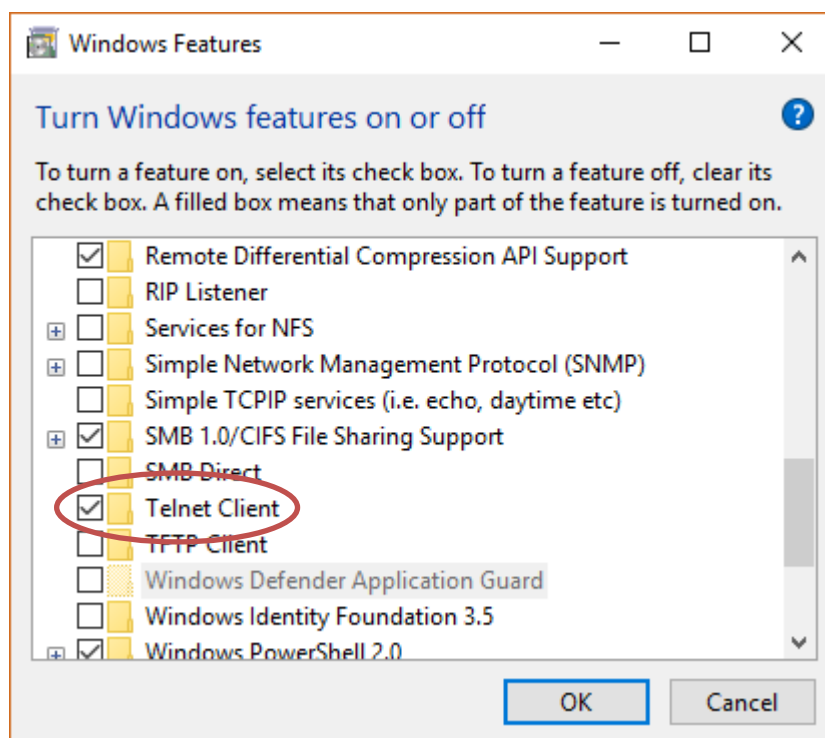 Windows Features
Turn Windows features on or off
To turn a feature on, select its check box. To turn a feature off, clear its
check box. A filled box means that only part of the feature is turned on.
Remote Differential Compression API Support
RIP Listener
Services for NFS
Simple Network Management Protocol (SNMP)
Simple TCPIP services (i.e. echo, daytime etc)
SMB 1.0/CIFS File Sharing Support
SMB Direct
Telnet Client
TFTP Client
Windows Defender Application Guard
Windows Identity Foundation 3.5
Windows PowerShell 2.0
OK
Cancel